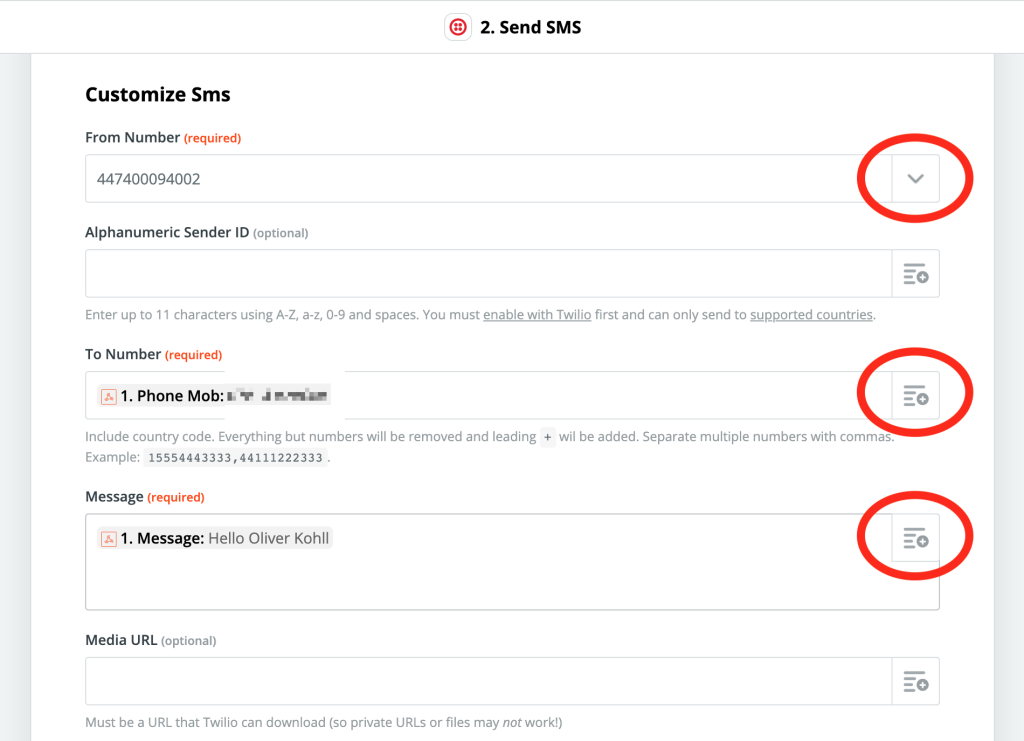 2. Send SMS
Customize Sms
From Number (required)
447400094002
Alphanumeric Sender ID (optional)
Enter up to 11 characters using A-Z, a-z, 0-9 and spaces. You must enable with Twilio first and can only send to supported countries.
To Number (required)
1. Phone Mob:
Include country code. Everything but numbers will be removed and leading + wil be added. Separate multiple numbers with commas.
Example: 15554443333,44111222333.
Message (required)
1. Message: Hello Oliver Kohll
Media URL (optional)
Must be a URL that Twilio can download (so private URLs or files may not work!)